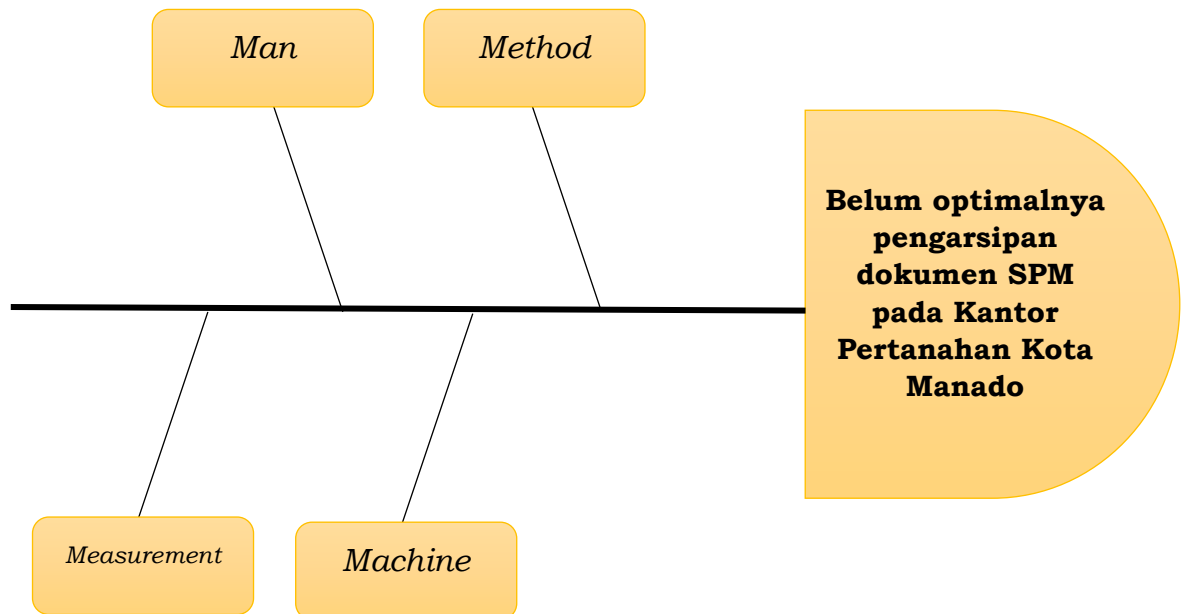 Man
Method
Belum optimalnya
pengarsipan
dokumen SPM
pada Kantor
Pertanahan Kota
Manado
Measurement
Machine